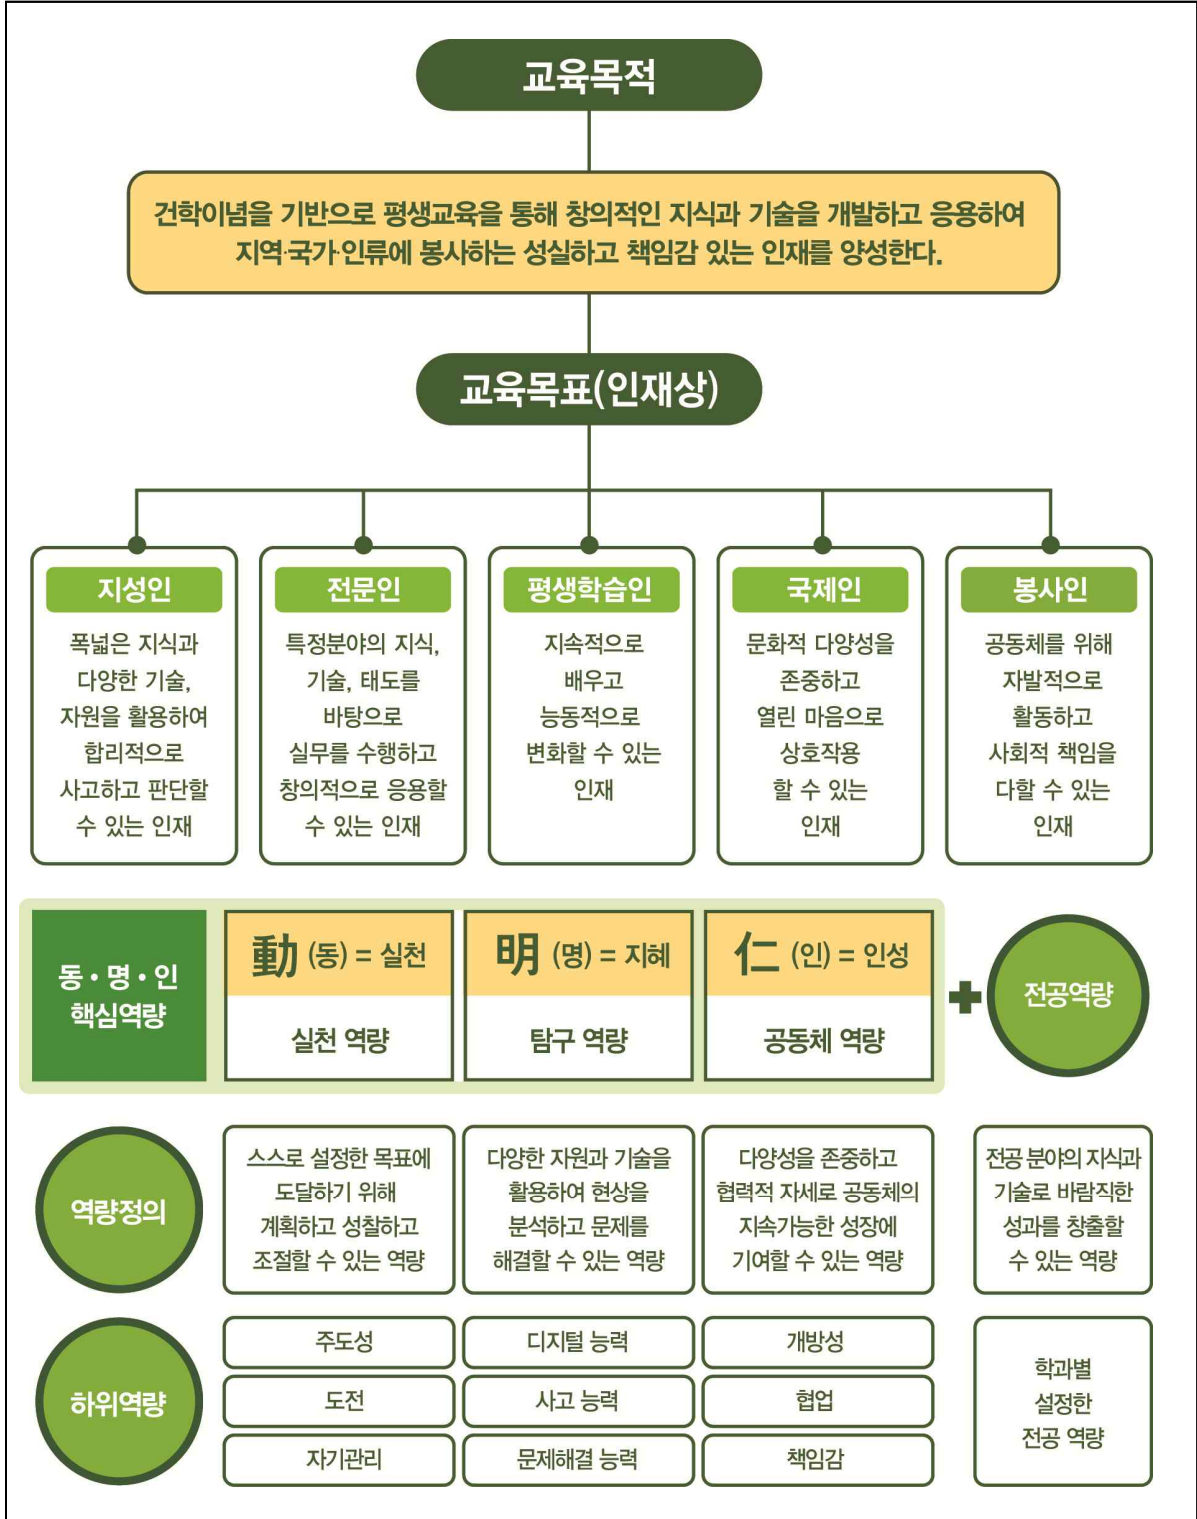 교육목적
건학이념을 기반으로 평생교육을 통해 창의적인 지식과 기술을 개발하고 응용하여
지역·국가·인류에 봉사하는 성실하고 책임감 있는 인재를 양성한다.
교육목표(인재상)
지성인
폭넓은 지식과
다양한 기술,
자원을 활용하여
합리적으로
사고하고 판단할
수 있는 인재
전문인
특정분야의 지식,
기술, 태도를
바탕으로
실무를 수행하고
창의적으로 응용할
수 있는 인재
평생학습인
지속적으로
배우고
능동적으로
변화할 수 있는
인재
국제인
문화적 다양성을
존중하고
열린 마음으로
상호작용
할 수 있는
인재
봉사인
공동체를 위해
자발적으로
활동하고
사회적 책임을
다할 수 있는
인재
동·명·인
핵심역량
動 (동) = 실천
실천 역량
明 (명) = 지혜
탐구 역량
仁 (인) = 인성
공동체 역량
전공역량
역량정의
스스로 설정한 목표에
도달하기 위해
계획하고 성찰하고
조절할 수 있는 역량
다양한 자원과 기술을
활용하여 현상을
분석하고 문제를
해결할 수 있는 역량
다양성을 존중하고
협력적 자세로 공동체의
지속가능한 성장에
기여할 수 있는 역량
전공 분야의 지식과
기술로 바람직한
성과를 창출할
수 있는 역량
하위역량
주도성
도전
자기관리
디지털 능력
사고 능력
문제해결 능력
개방성
협업
책임감
학과별
설정한
전공 역량